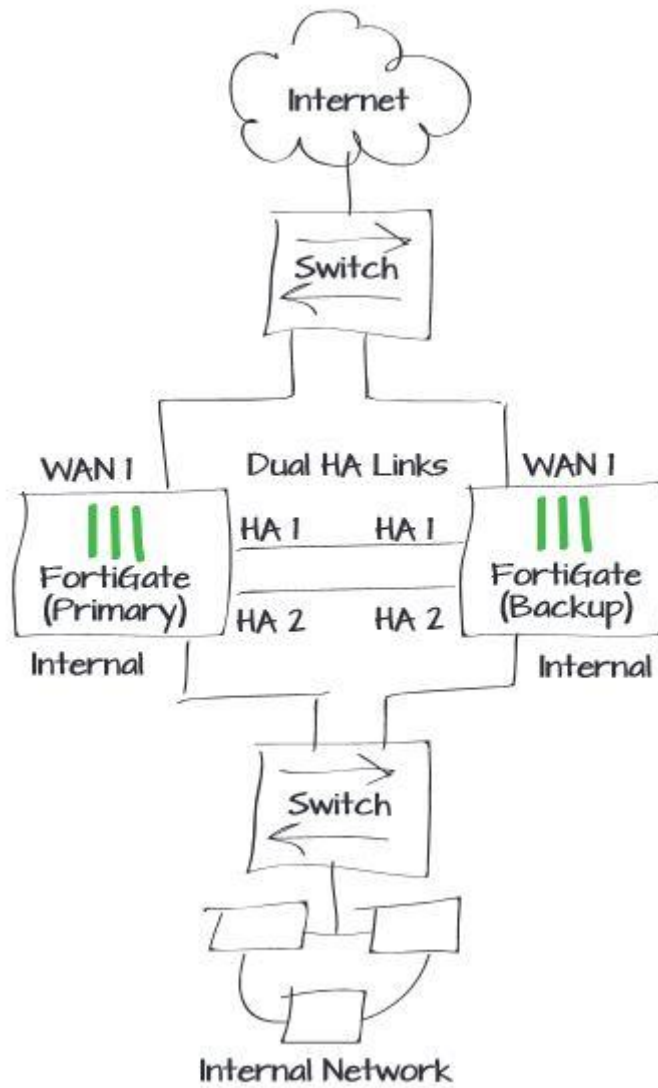 Internet
Switch
WAN 1
Dual HA Links
WAN 1
HA 1
HA 1
FortiGate
(Primary)
FortiGate
(Backup)
HA 2
HA 2
Internal
Internal
Switch
Internal Network